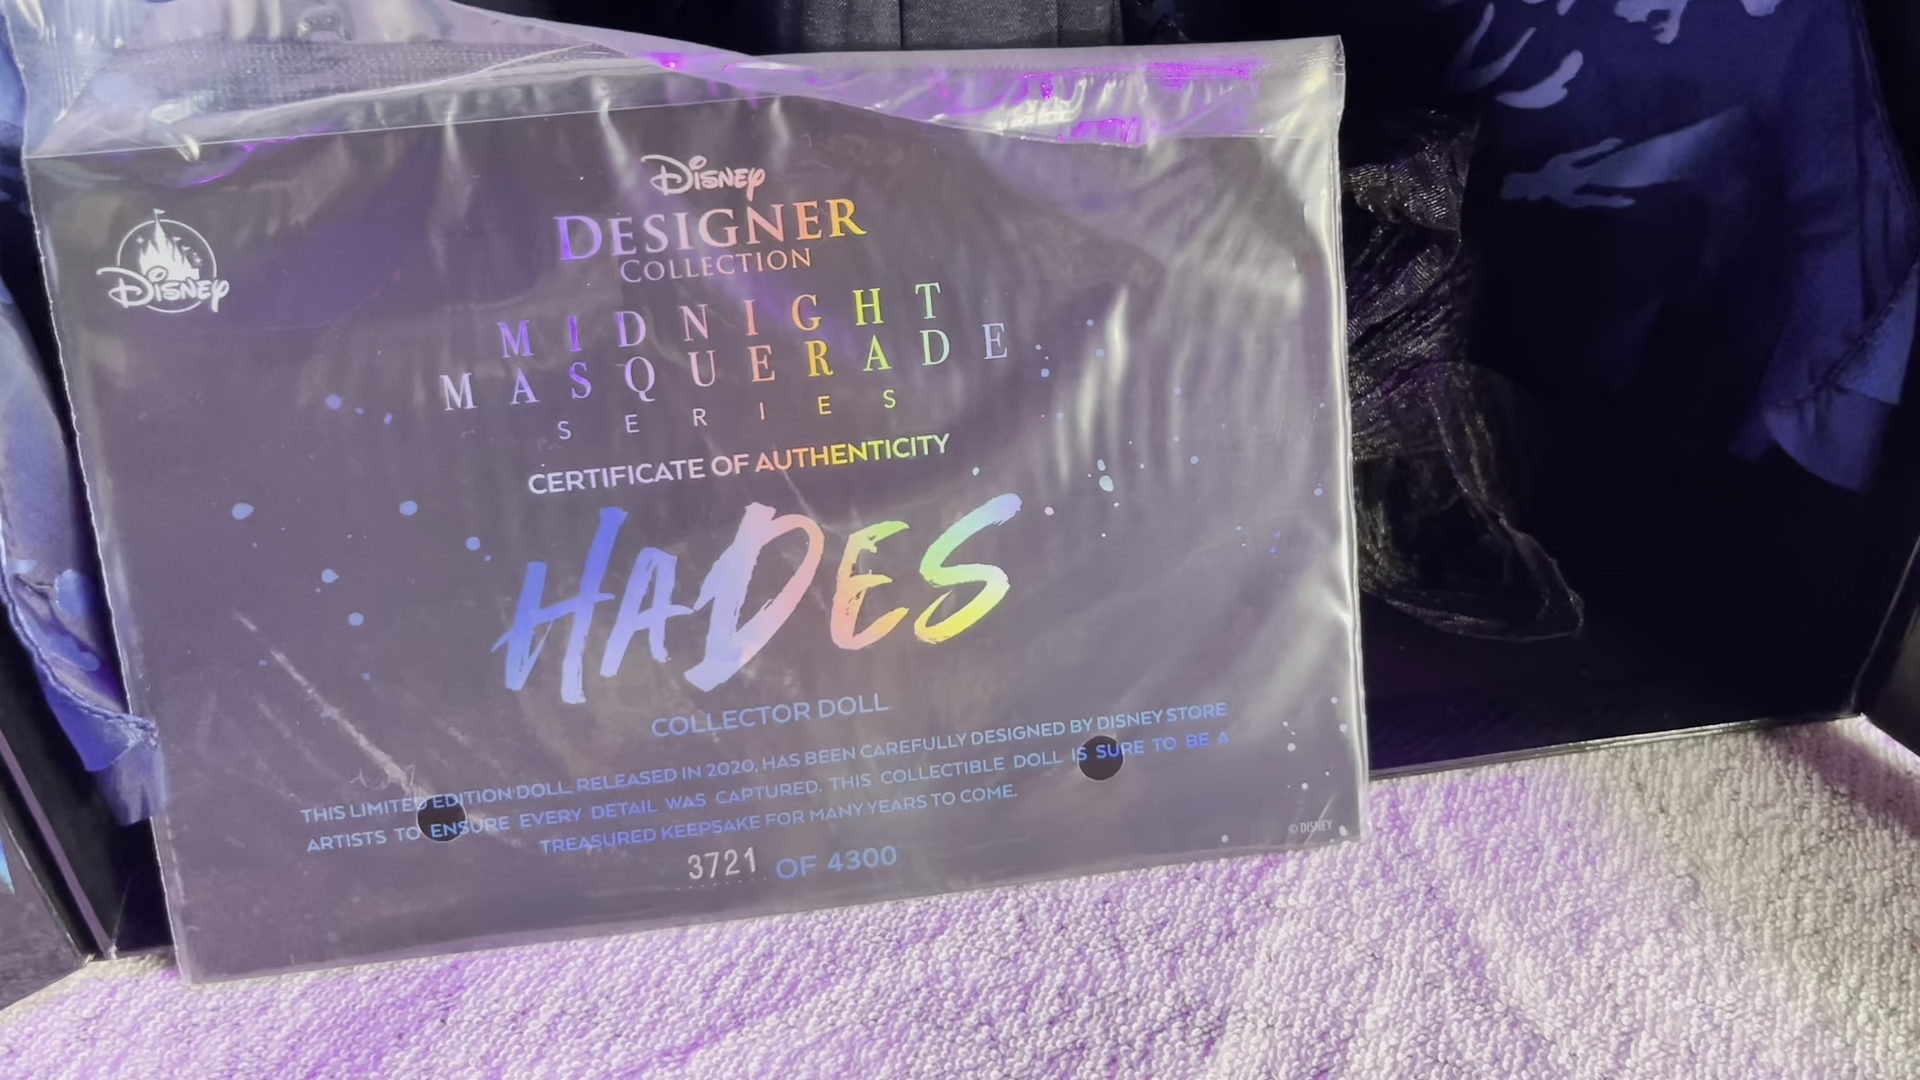 Disney
Disney
DESIGNER
COLLECTION
MIDNIGHT
MASQUERADE
SERIES
CERTIFICATE OF AUTHENTICITY
HADES
COLLECTOR DOLL
THIS LIMITED EDITION DOLL, RELEASED IN 2020, HAS BEEN CAREFULLY DESIGNED BY DISNEY STORE
ARTISTS TO ENSURE EVERY DETAIL WAS CAPTURED. THIS COLLECTIBLE DOLL IS SURE TO BE A
TREASURED KEEPSAKE FOR MANY YEARS TO COME.
3721 OF 4300
© DISNEY